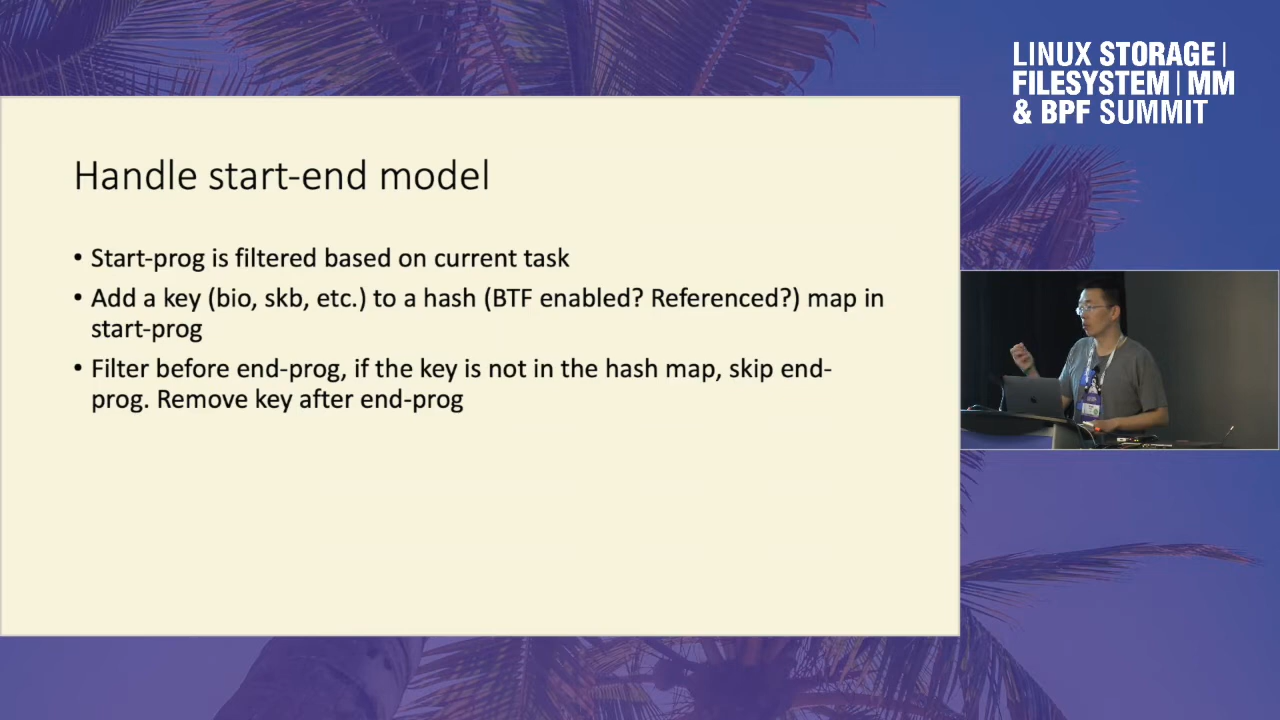 LINUX STORAGE |
FILESYSTEM | MM
& BPF SUMMIT
Handle start-end model
• Start-prog is filtered based on current task
• Add a key (bio, skb, etc.) to a hash (BTF enabled? Referenced?) map in
start-prog
• Filter before end-prog, if the key is not in the hash map, skip end-
prog. Remove key after end-prog